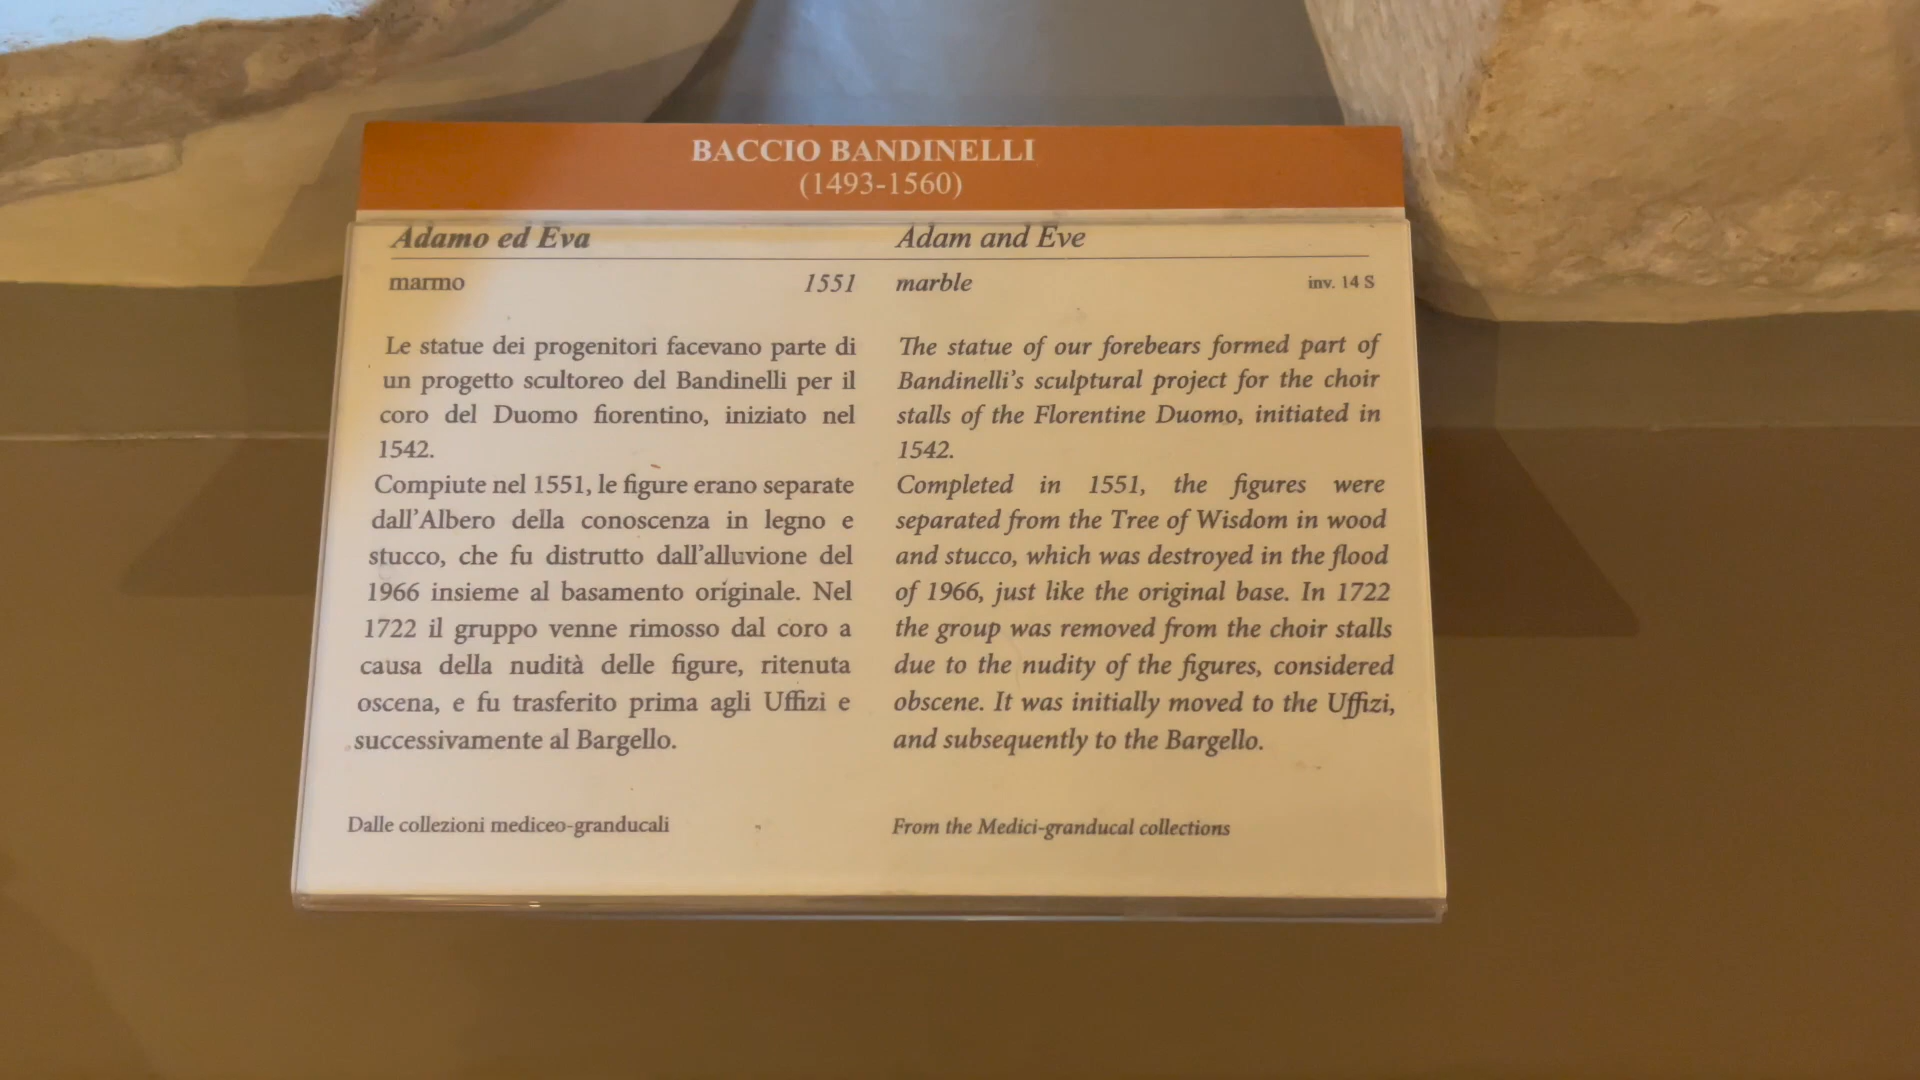 BACCIO BANDINELLI
(1493-1560)
Adamo ed Eva
marmo 1551
Le statue dei progenitori facevano parte di
un progetto scultoreo del Bandinelli per il
coro del Duomo fiorentino, iniziato nel
1542.
Compiute nel 1551, le figure erano separate
dall'Albero della conoscenza in legno e
stucco, che fu distrutto dall'alluvione del
1966 insieme al basamento originale. Nel
1722 il gruppo venne rimosso dal coro a
causa della nudità delle figure, ritenuta
oscena, e fu trasferito prima agli Uffizi e
successivamente al Bargello.
Dalle collezioni mediceo-granducali
Adam and Eve
marble inv. 14 S
The statue of our forebears formed part of
Bandinelli's sculptural project for the choir
stalls of the Florentine Duomo, initiated in
1542.
Completed in 1551, the figures were
separated from the Tree of Wisdom in wood
and stucco, which was destroyed in the flood
of 1966, just like the original base. In 1722
the group was removed from the choir stalls
due to the nudity of the figures, considered
obscene. It was initially moved to the Uffizi,
and subsequently to the Bargello.
From the Medici-granducal collections